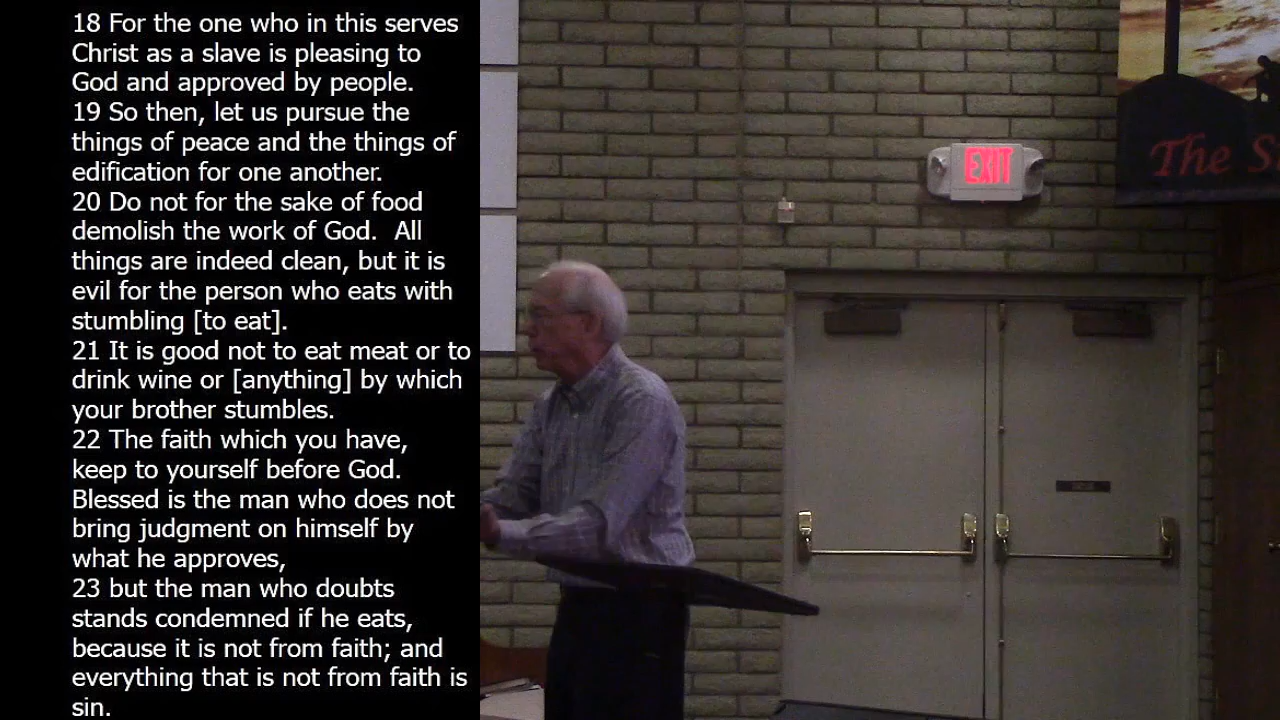 18 For the one who in this serves
Christ as a slave is pleasing to
God and approved by people.
19 So then, let us pursue the
things of peace and the things of
edification for one another.
20 Do not for the sake of food
demolish the work of God.  All
things are indeed clean, but it is
evil for the person who eats with
stumbling [to eat].
21 It is good not to eat meat or to
drink wine or [anything] by which
your brother stumbles.
22 The faith which you have,
keep to yourself before God.
Blessed is the man who does not
bring judgment on himself by
what he approves,
23 but the man who doubts
stands condemned if he eats,
because it is not from faith; and
everything that is not from faith is
sin.
EXIT
The